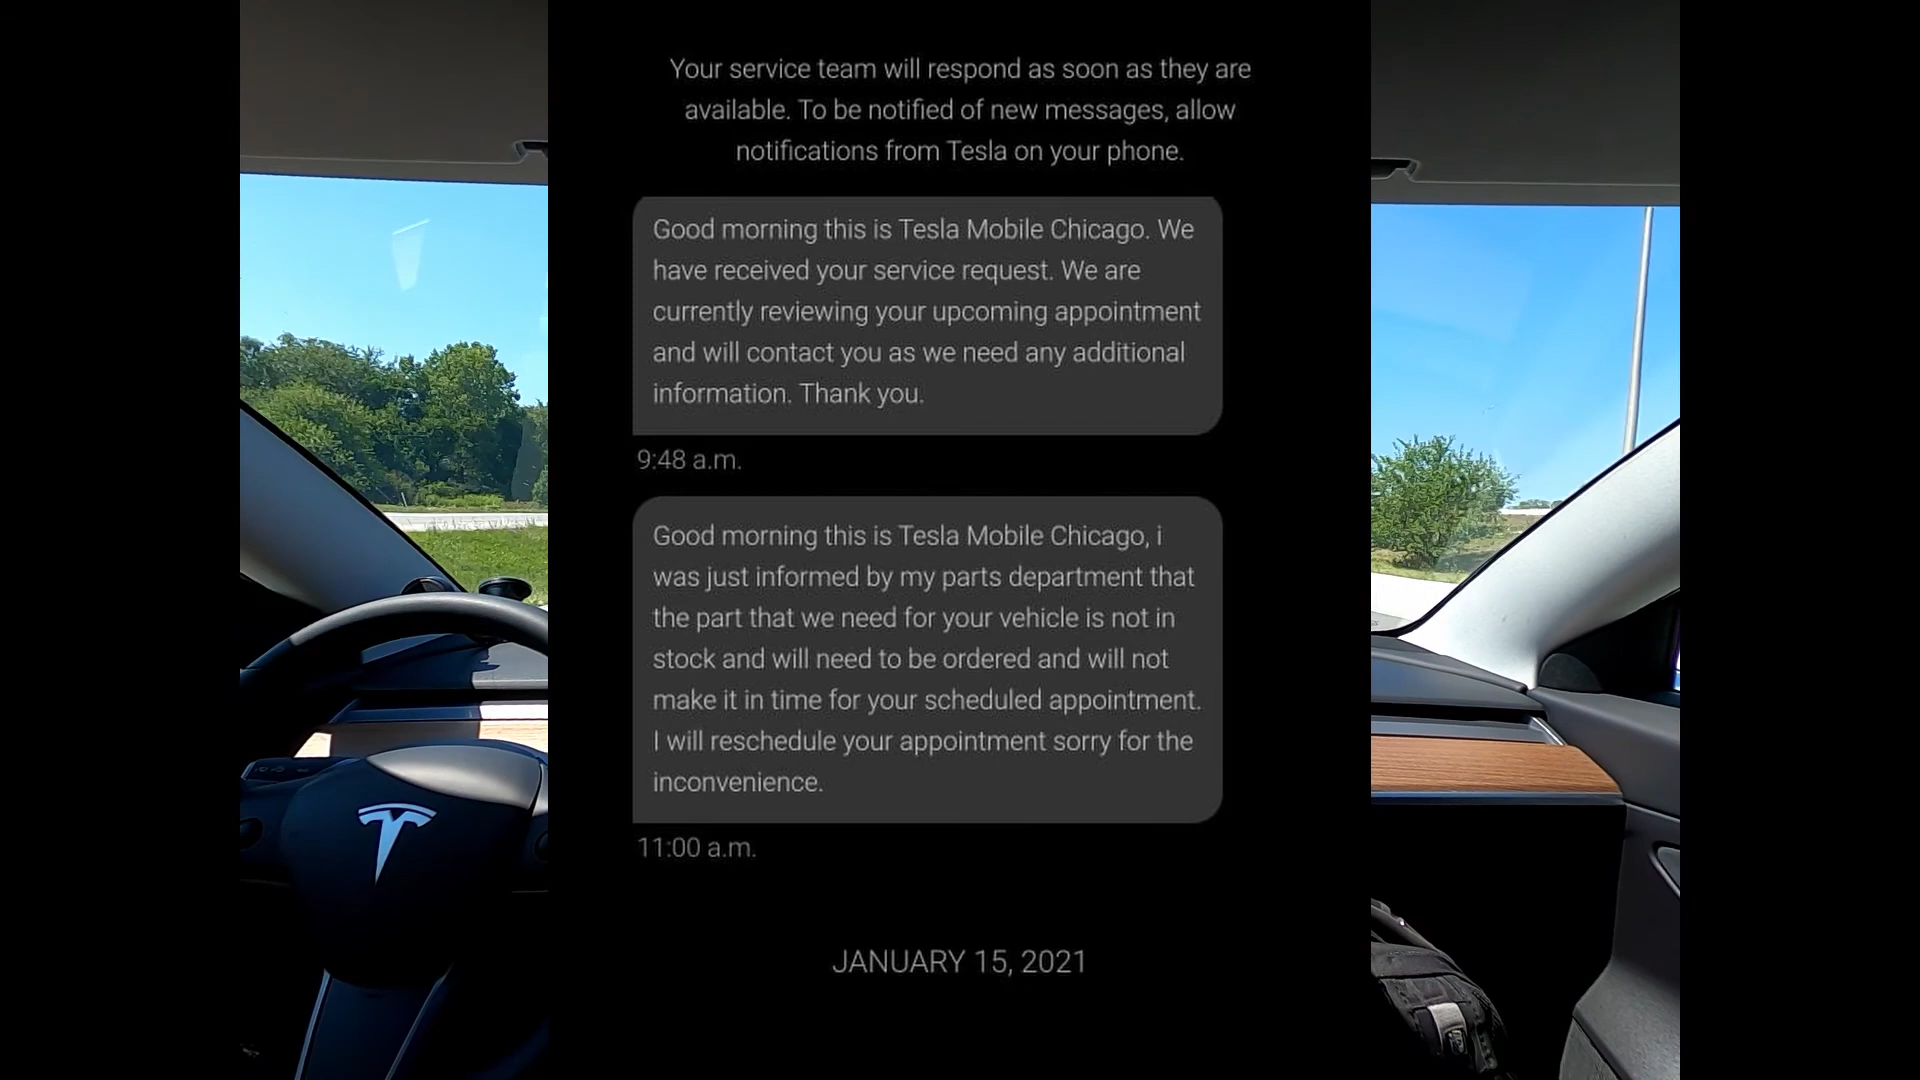 Your service team will respond as soon as they are
available. To be notified of new messages, allow
notifications from Tesla on your phone.
Good morning this is Tesla Mobile Chicago. We
have received your service request. We are
currently reviewing your upcoming appointment
and will contact you as we need any additional
information. Thank you.
9:48 a.m.
Good morning this is Tesla Mobile Chicago, i
was just informed by my parts department that
the part that we need for your vehicle is not in
stock and will need to be ordered and will not
make it in time for your scheduled appointment.
I will reschedule your appointment sorry for the
inconvenience.
11:00 a.m.
JANUARY 15, 2021